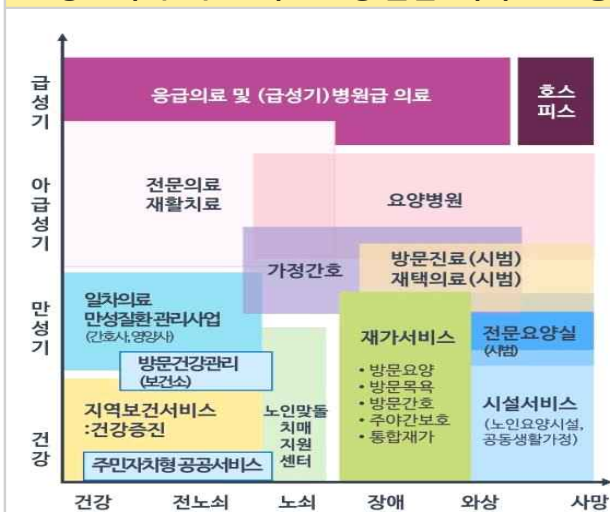 급성기
아급성기
만성기
건강
응급의료 및 (급성기)병원급 의료
호스
피스
전문의료
재활치료
요양병원
가정간호
방문진료(시범)
재택의료(시범)
일차의료
만성질환 관리사업
(간호사,영양사)
방문건강관리
(보건소)
지역보건서비스
:건강증진
주민자치형 공공서비스
노인맞돌
치매
지원
센터
재가서비스
• 방문요양
• 방문목욕
• 방문간호
• 주야간보호
• 통합재가
전문요양실
(시범)
시설서비스
(노인요양시설,
공동생활가정)
건강 전노쇠 노쇠 장애 와상 사망